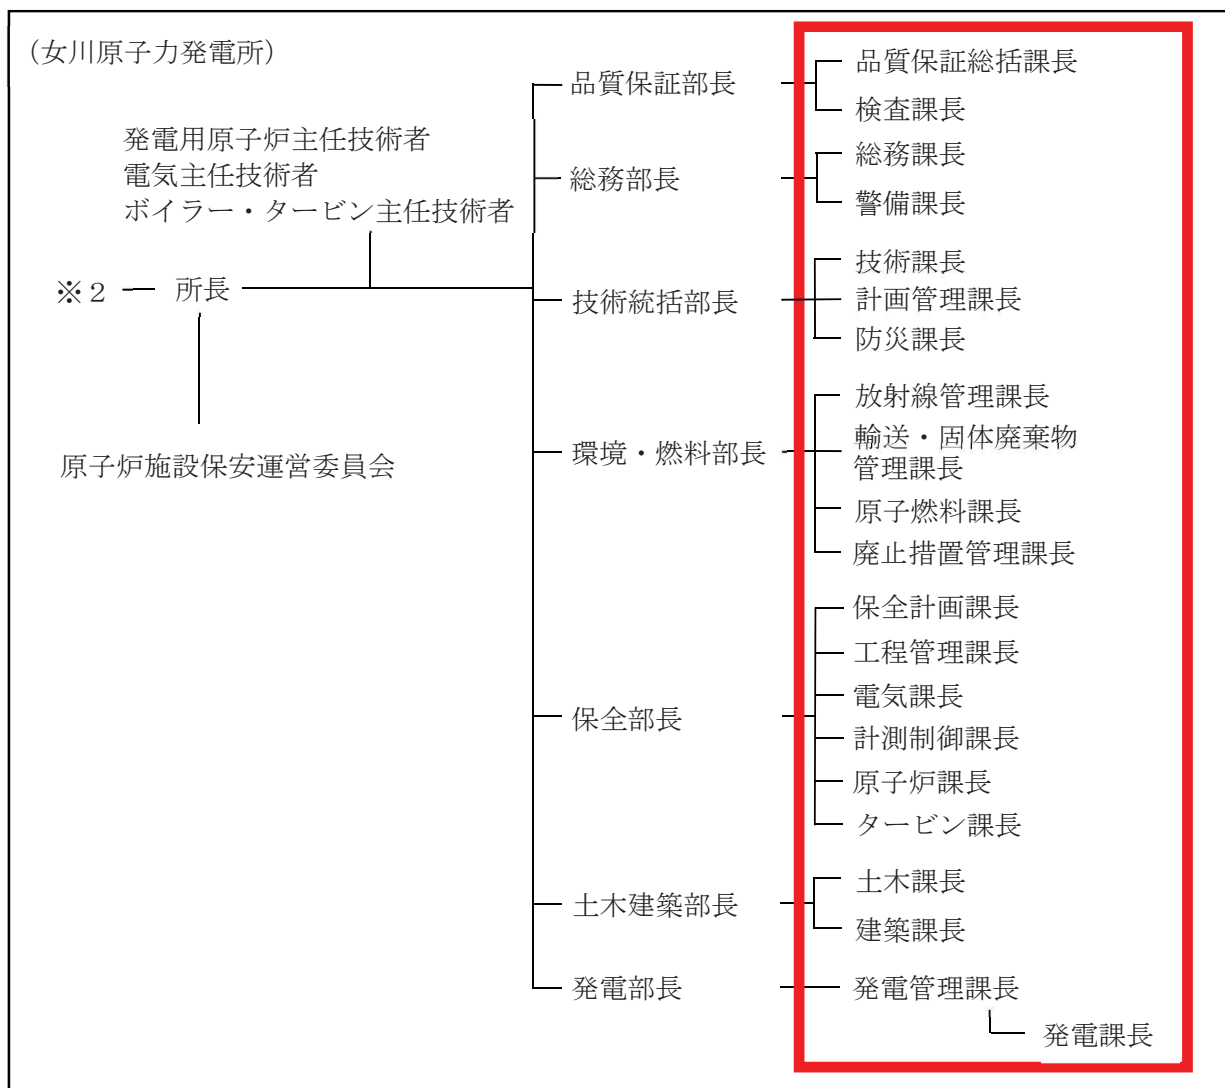 (女川原子力発電所)
発電用原子炉主任技術者
電気主任技術者
ボイラー・タービン主任技術者
※2
所長
原子炉施設保安運営委員会
品質保証部長
品質保証総括課長
検査課長
総務部長
総務課長
警備課長
技術統括部長
技術課長
計画管理課長
防災課長
環境・燃料部長
放射線管理課長
輸送・固体廃棄物
管理課長
原子燃料課長
廃止措置管理課長
保全部長
保全計画課長
工程管理課長
電気課長
計測制御課長
原子炉課長
タービン課長
土木建築部長
土木課長
建築課長
発電部長
発電管理課長
発電課長